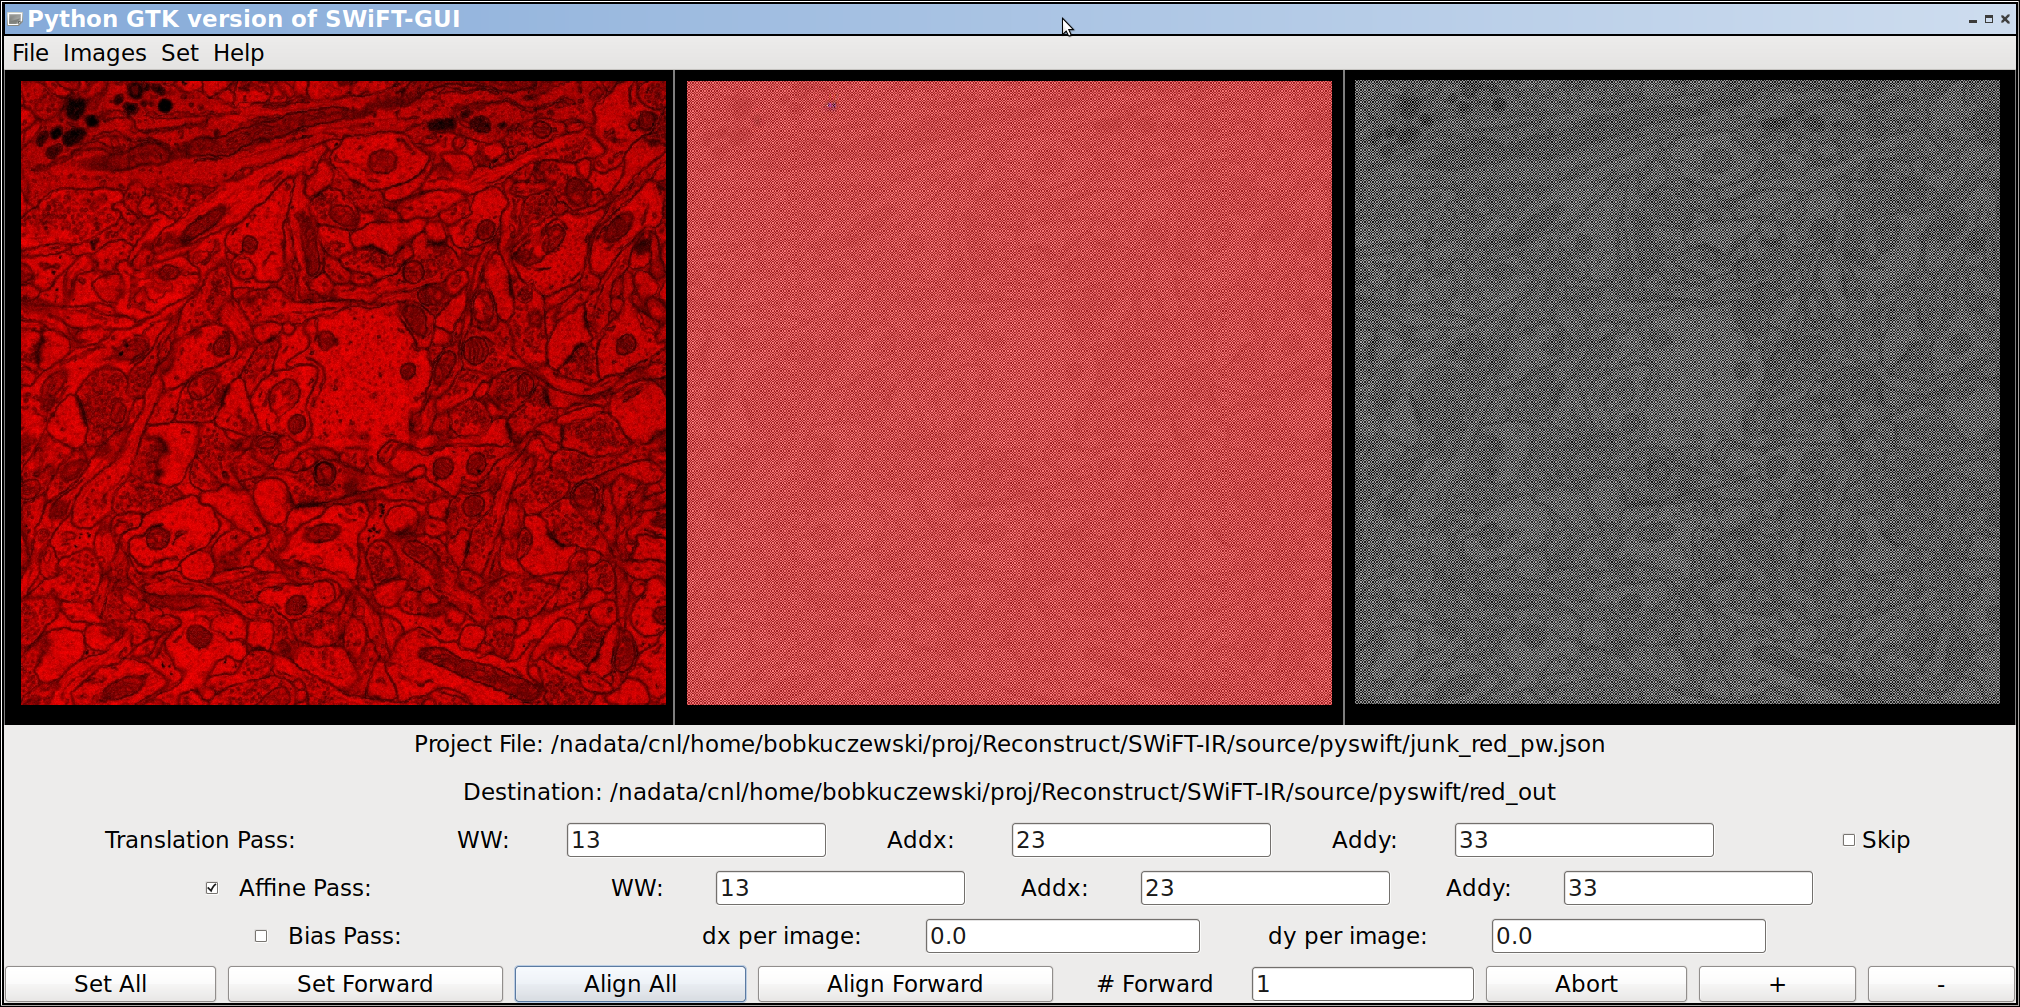 Python GTK version of SWiFT-GUI
File Images Set Help
Project File: /nadata/cnl/home/bobkuczewski/proj/Reconstruct/SWiFT-IR/source/pyswift/junk_red_pw.json
Destination: /nadata/cnl/home/bobkuczewski/proj/Reconstruct/SWiFT-IR/source/pyswift/red_out
Translation Pass: WW: 13 Addx: 23 Addy: 33 Skip
Affine Pass: WW: 13 Addx: 23 Addy: 33
Bias Pass: dx per image: 0.0 dy per image: 0.0
Set All Set Forward Align All Align Forward # Forward 1 Abort + -